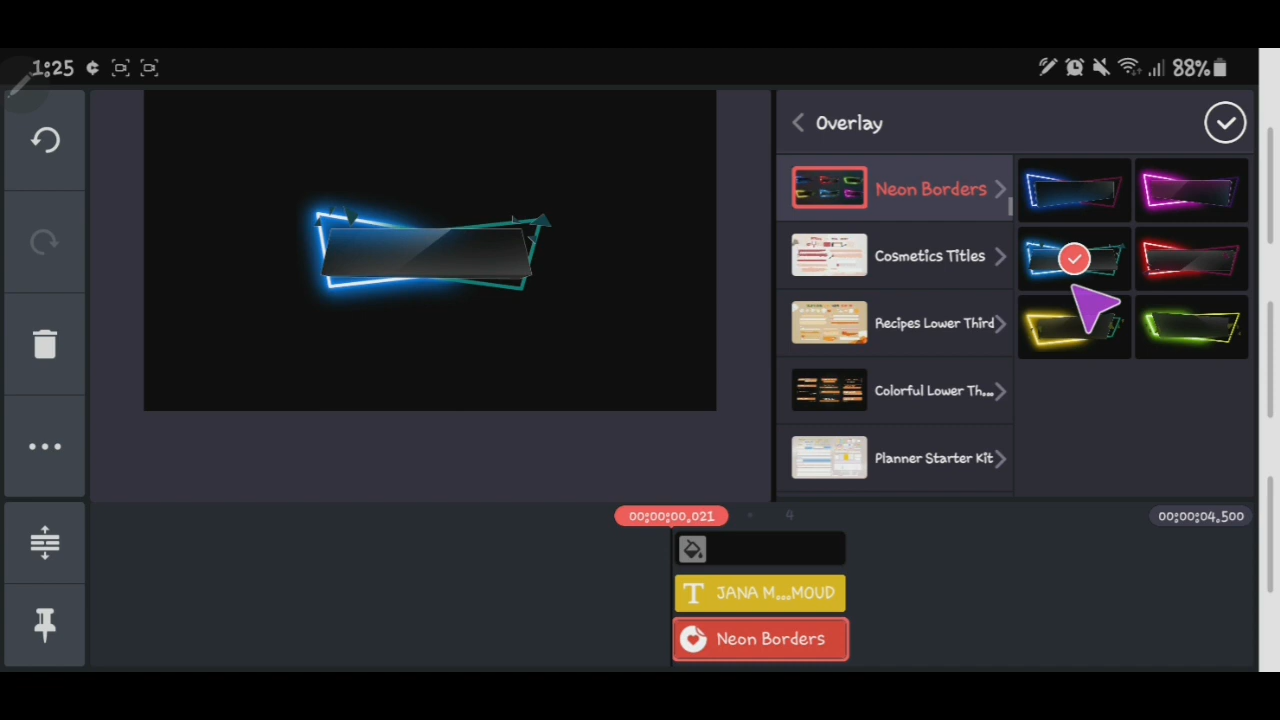 1:25
88%
Overlay
Neon Borders
Cosmetics Titles
Recipes Lower Third
Colorful Lower Th...
Planner Starter Kit
00:00:00.021
4
00:00:04.500
T JANA M...MOUD
Neon Borders